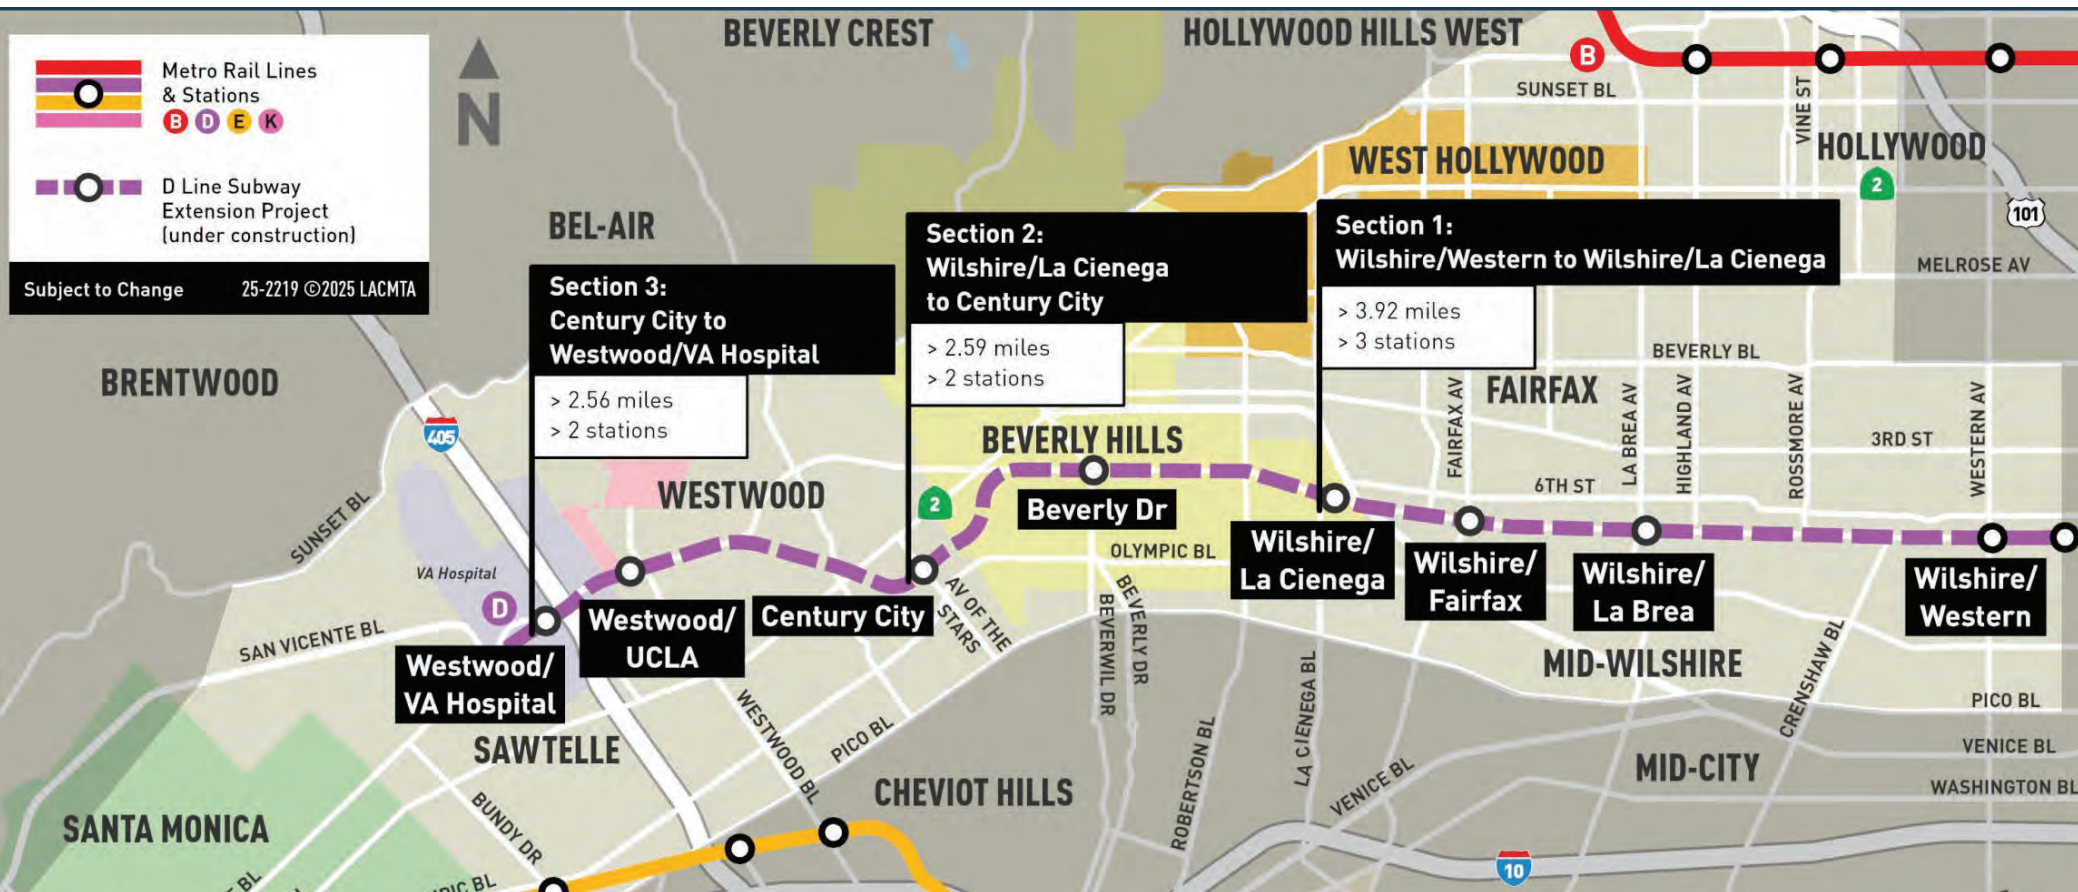 Metro Rail Lines
& Stations
B D E K
D Line Subway
Extension Project
(under construction)
Subject to Change
25-2219 ©2025 LACMTA
N
BEVERLY CREST
HOLLYWOOD HILLS WEST
B
SUNSET BL
VINE ST
HOLLYWOOD
WEST HOLLYWOOD
2
101
MELROSE AV
BEL-AIR
Section 3:
Century City to
Westwood/VA Hospital
> 2.56 miles
> 2 stations
Section 2:
Wilshire/La Cienega
to Century City
> 2.59 miles
> 2 stations
Section 1:
Wilshire/Western to Wilshire/La Cienega
> 3.92 miles
> 3 stations
BRENTWOOD
405
BEVERLY BL
FAIRFAX
FAIRFAX AV
LA BREA AV
HIGHLAND AV
ROSSMORE AV
WESTERN AV
3RD ST
6TH ST
BEVERLY HILLS
WESTWOOD
2
SUNSET BL
VA Hospital
D
Beverly Dr
OLYMPIC BL
Wilshire/
La Cienega
Wilshire/
Fairfax
Wilshire/
La Brea
Wilshire/
Western
Century City
AV OF THE
STARS
BEVERLY DR
BEVERWIL DR
Westwood/
UCLA
Westwood/
VA Hospital
SAN VICENTE BL
MID-WILSHIRE
CRENSHAW BL
PICO BL
LA CIENEGA BL
ROBERTSON BL
WESTWOOD BL
PICO BL
SAWTELLE
VENICE BL
VENICE BL
MID-CITY
WASHINGTON BL
CHEVIOT HILLS
SANTA MONICA
BUNDY DR
10
BL
PIC BL